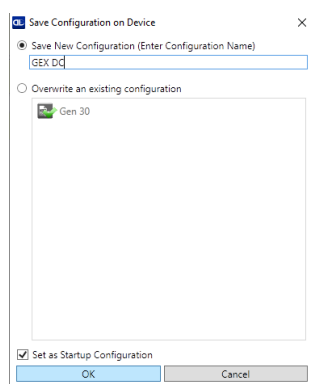 DL Save Configuration on Device
Save New Configuration (Enter Configuration Name)
GEX DC
Overwrite an existing configuration
Gen 30
Set as Startup Configuration
OK Cancel